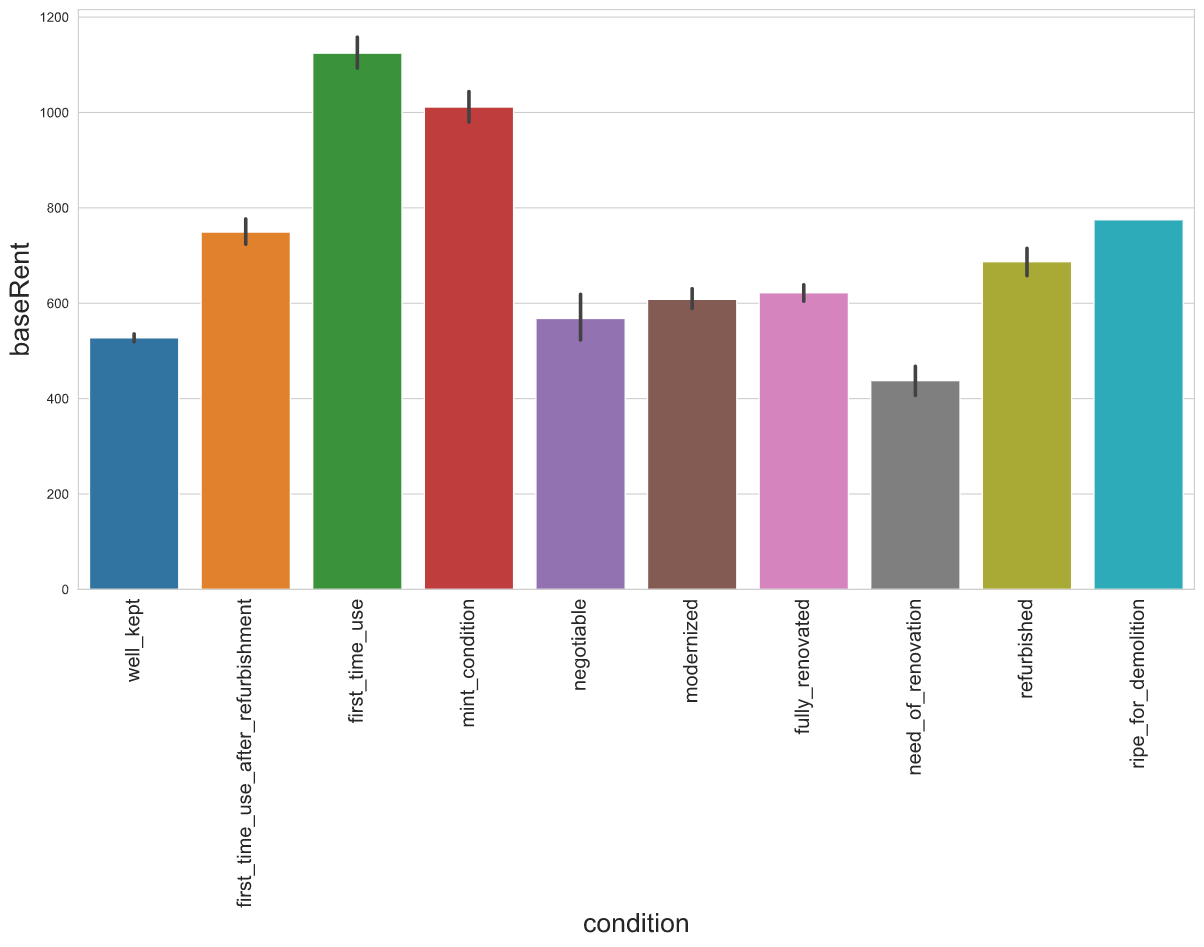 1200
1000
800
600
400
200
0
baseRent
well_kept
first_time_use_after_refurbishment
first_time_use
mint_condition
negotiable
modernized
fully_renovated
need_of_renovation
refurbished
ripe_for_demolition
condition